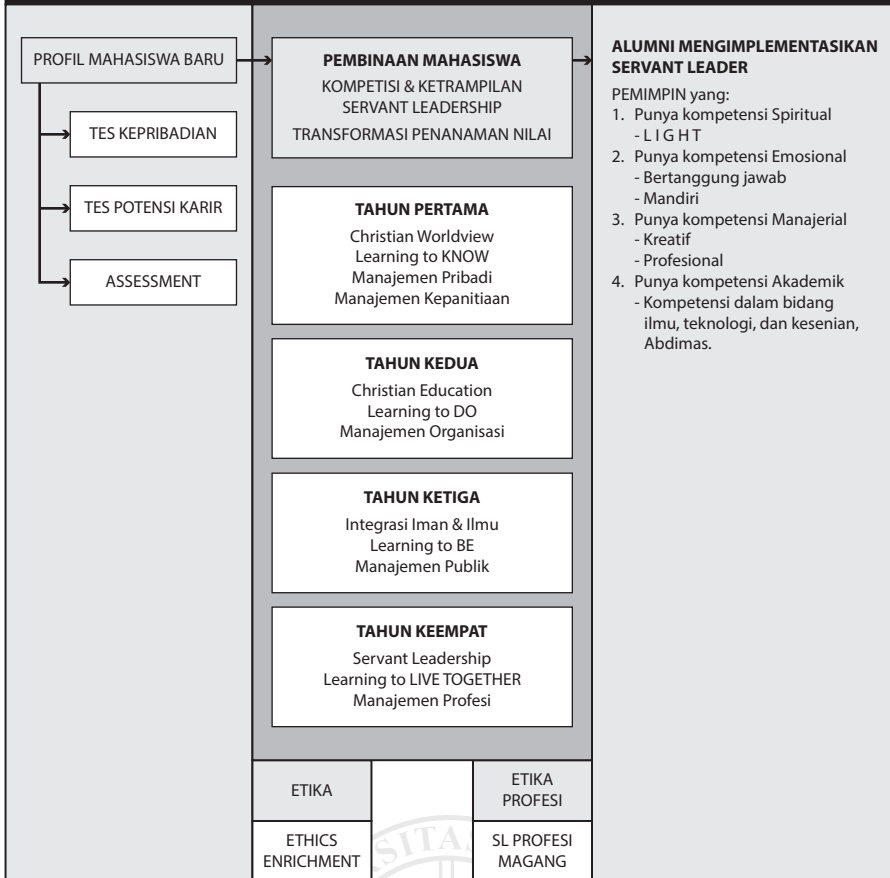 PROFIL MAHASISWA BARU
TES KEPRIBADIAN
TES POTENSI KARIR
ASSESSMENT
PEMBINAAN MAHASISWA
KOMPETISI & KETRAMPILAN
SERVANT LEADERSHIP
TRANSFORMASI PENANAMAN NILAI
TAHUN PERTAMA
Christian Worldview
Learning to KNOW
Manajemen Pribadi
Manajemen Kepanitiaan
TAHUN KEDUA
Christian Education
Learning to DO
Manajemen Organisasi
TAHUN KETIGA
Integrasi Iman & Ilmu
Learning to BE
Manajemen Publik
TAHUN KEEMPAT
Servant Leadership
Learning to LIVE TOGETHER
Manajemen Profesi
ETIKA
ETHICS
ENRICHMENT
ETIKA
PROFESI
SL PROFESI
MAGANG
ALUMNI MENGIMPLEMENTASIKAN
SERVANT LEADER
PEMIMPIN yang:
1. Punya kompetensi Spiritual
- L I G H T
2. Punya kompetensi Emosional
- Bertanggung jawab
- Mandiri
3. Punya kompetensi Manajerial
- Kreatif
- Profesional
4. Punya kompetensi Akademik
- Kompetensi dalam bidang
ilmu, teknologi, dan kesenian,
Abdimas.